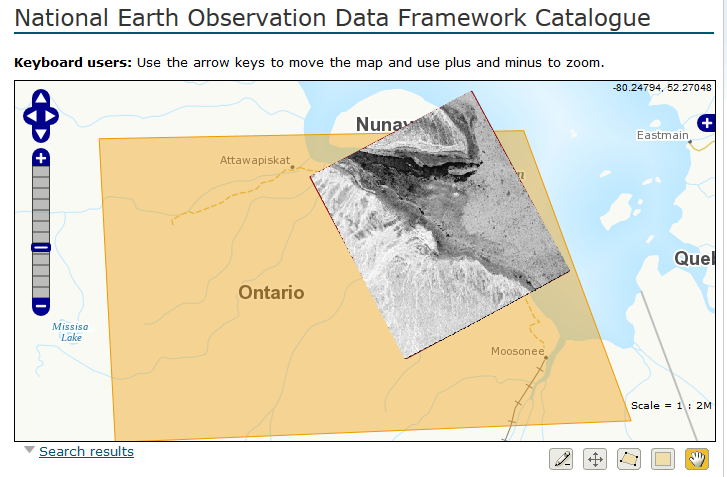 National Earth Observation Data Framework Catalogue
Keyboard users: Use the arrow keys to move the map and use plus and minus to zoom.
-80.24794, 52.27048
Nunav
Eastmain
Attawapiskat
Quel
Ontario
Missisa
Lake
Moosonee
Scale = 1 : 2M
Search results